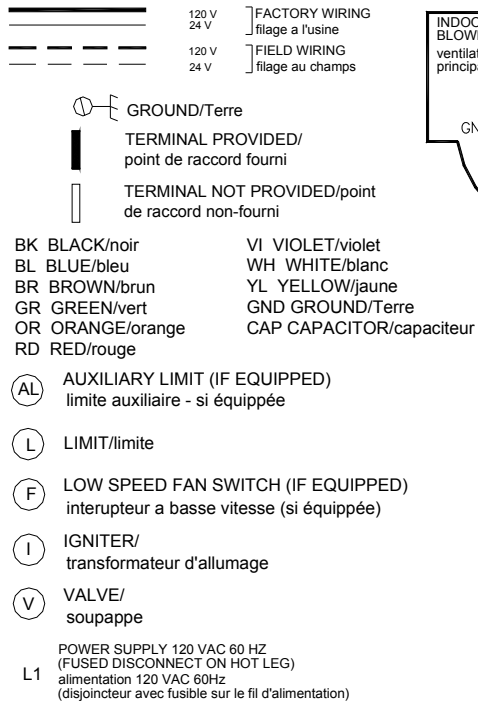 120 V FACTORY WIRING
24 V filage a l'usine
120 V FIELD WIRING
24 V filage au champs
GROUND/Terre
TERMINAL PROVIDED/
point de raccord fourni
TERMINAL NOT PROVIDED/point
de raccord non-fourni
BK BLACK/noir
BL BLUE/bleu
BR BROWN/brun
GR GREEN/vert
OR ORANGE/orange
RD RED/rouge
VI VIOLET/violet
WH WHITE/blanc
YL YELLOW/jaune
GND GROUND/Terre
CAP CAPACITOR/capaciteur
AL AUXILIARY LIMIT (IF EQUIPPED)
limite auxiliaire - si équippée
L LIMIT/limite
F LOW SPEED FAN SWITCH (IF EQUIPPED)
interupteur a basse vitesse (si équippée)
I IGNITER/
transformateur d'allumage
V VALVE/
soupappe
POWER SUPPLY 120 VAC 60 HZ
(FUSED DISCONNECT ON HOT LEG)
L1 alimentation 120 VAC 60Hz
(disjoincteur avec fusible sur le fil d'alimentation)